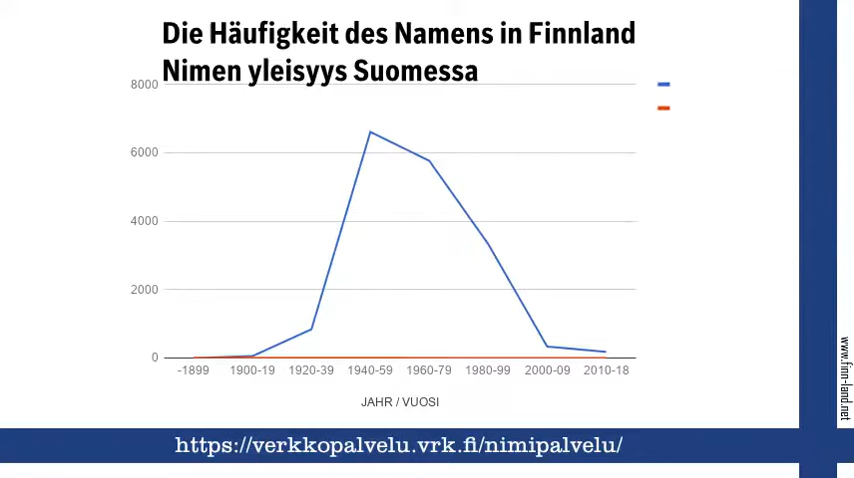 Die Häufigkeit des Namens in Finnland
Nimen yleisyys Suomessa
8000
6000
4000
2000
0
-1899 1900-19 1920-39 1940-59 1960-79 1980-99 2000-09 2010-18
JAHR / VUOSI
https://verkkopalvelu.vrk.fi/nimipalvelu/
www.finn-land.net